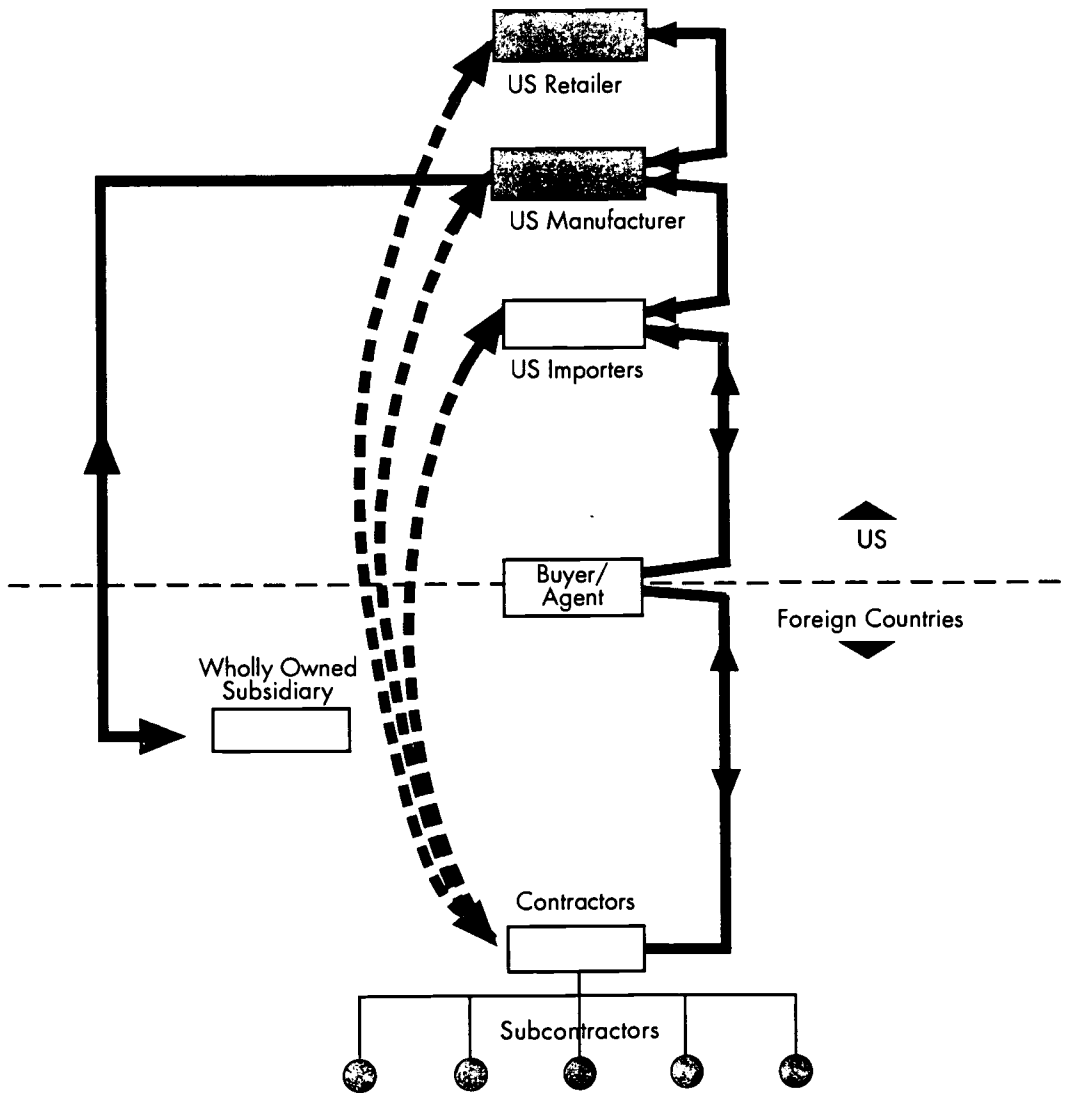 US Retailer
US Manufacturer
US Importers
US
Buyer/
Agent
Foreign Countries
Wholly Owned
Subsidiary
Contractors
Subcontractors